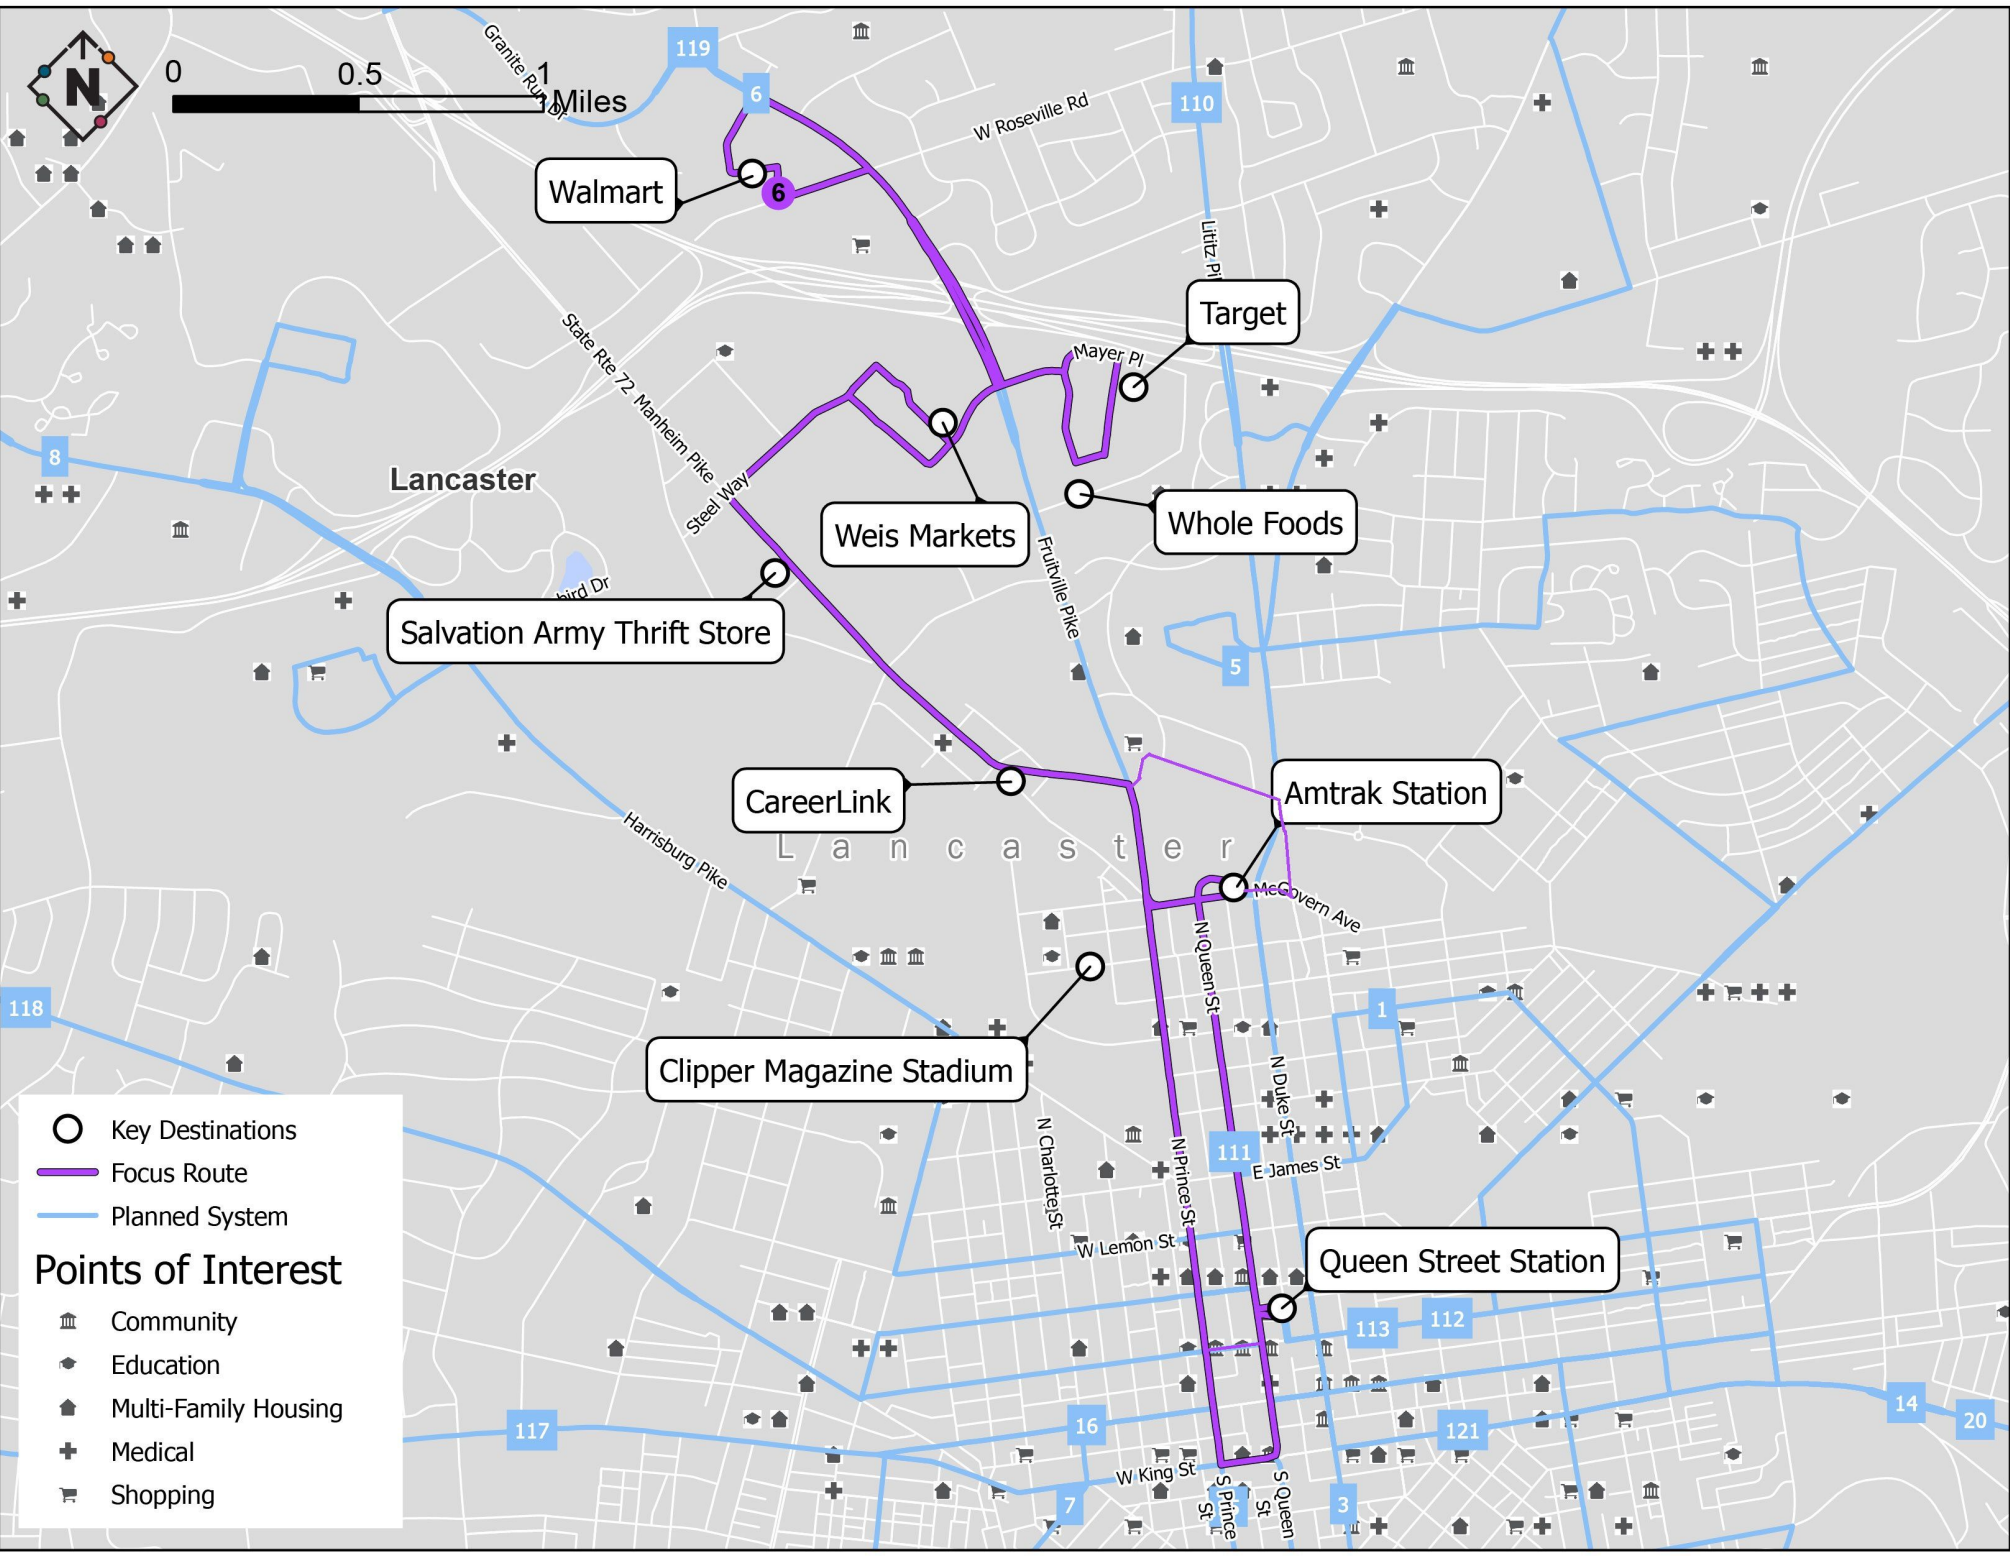 N
0
0.5
1
Miles
Granite Run Dr
119
6
110
W Roseville Rd
Walmart
6
Lititz Pi
Target
Mayer Pl
State Rte 72 Manheim Pike
8
Lancaster
Steel Way
Weis Markets
Whole Foods
Fruitville Pike
bird Dr
Salvation Army Thrift Store
5
CareerLink
Amtrak Station
Lancaster
Harrisburg Pike
McGovern Ave
N Queen St
118
1
Clipper Magazine Stadium
N Duke St
N Charlotte St
N Prince St
111
E James St
W Lemon St
Queen Street Station
113
112
117
16
121
14
20
W King St
7
S Prince St
S Queen St
3
Key Destinations
Focus Route
Planned System
Points of Interest
Community
Education
Multi-Family Housing
Medical
Shopping